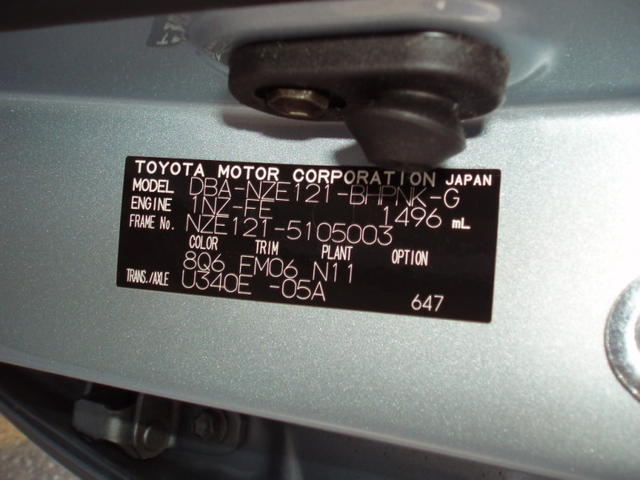 TOYOTA MOTOR CORPORATION JAPAN
MODEL DBA-NZE121-BHPNK-G
ENGINE 1NZ-FE 1496 mL
FRAME No. NZE121-5105003
COLOR TRIM PLANT OPTION
8Q6 FM06 N11
TRANS./AXLE U340E -05A
647